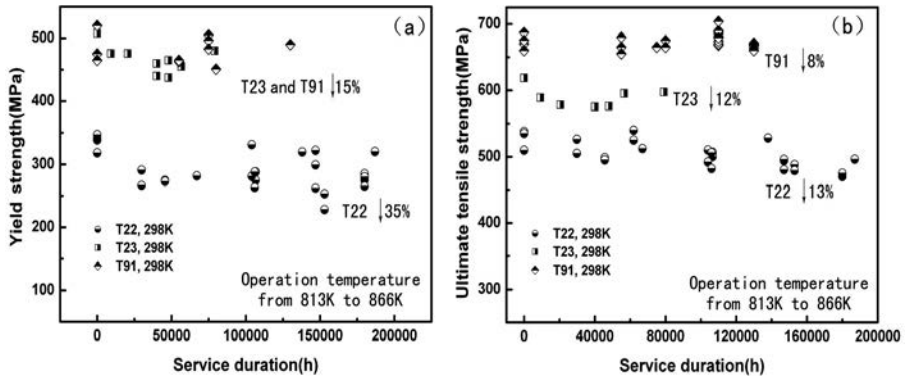 (a)
Yield strength(MPa)
500
400
300
200
100
T23 and T91 ↓15%
T22 ↓35%
T22, 298K
T23, 298K
T91, 298K
Operation temperature
from 813K to 866K
0 50000 100000 150000 200000
Service duration(h)
(b)
Ultimate tensile strength(MPa)
700
600
500
400
300
T91 ↓8%
T23 ↓12%
T22 ↓13%
T22, 298K
T23, 298K
T91, 298K
Operation temperature
from 813K to 866K
0 40000 80000 120000 160000 200000
Service duration(h)